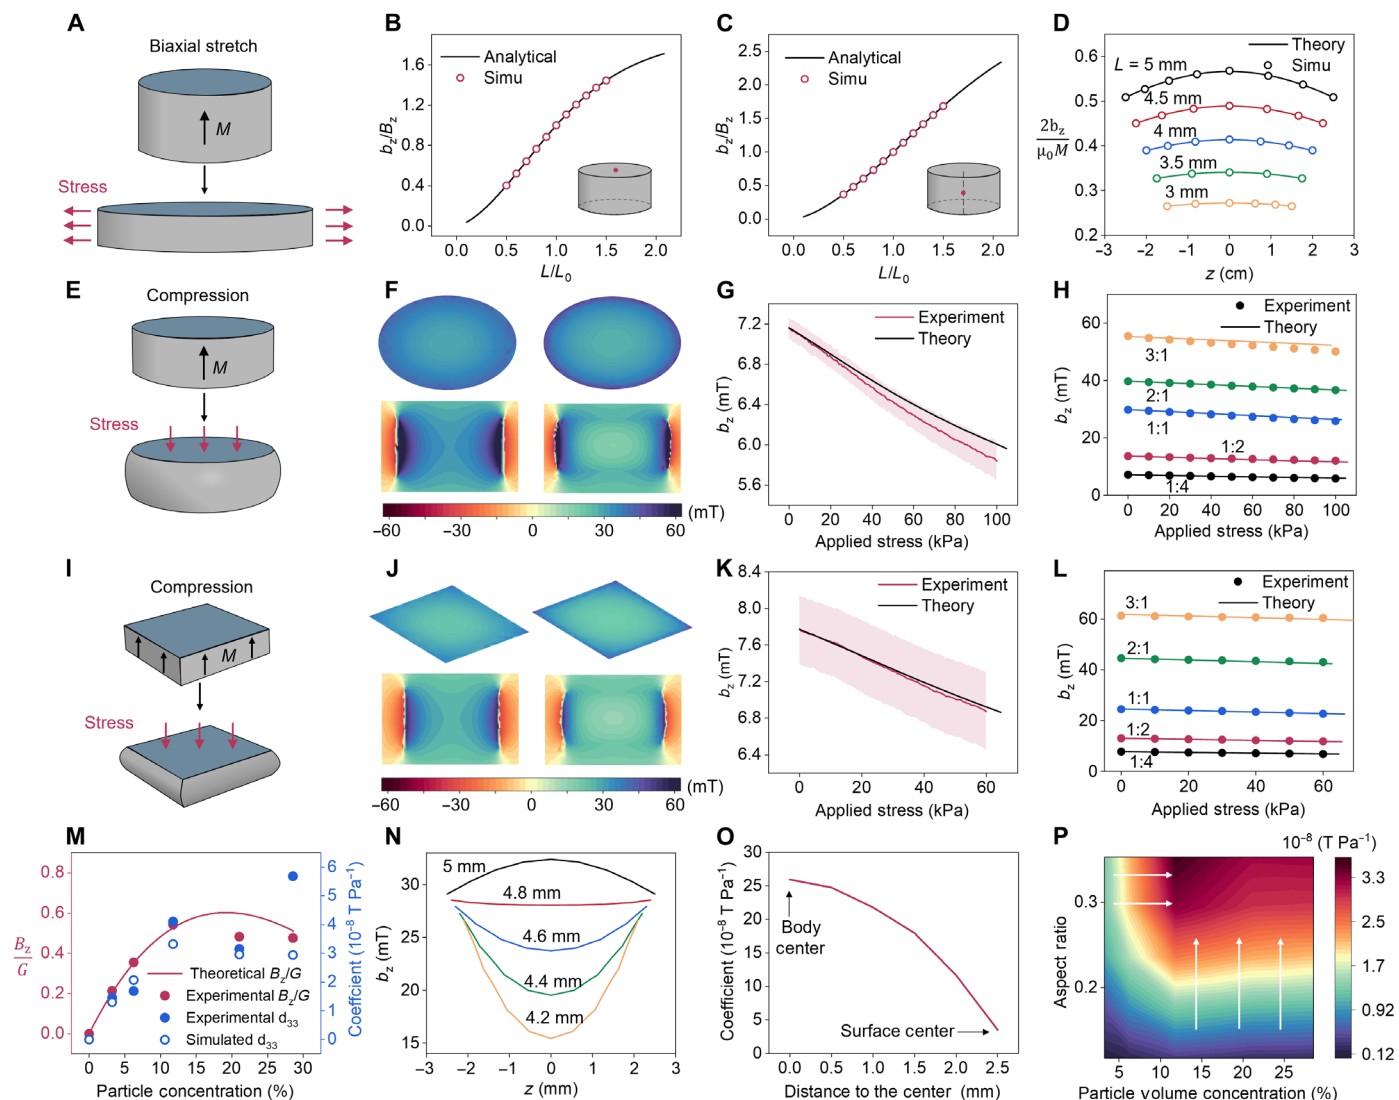 A
Biaxial stretch
M
Stress
B
Analytical
Simu
b_z/B_z
1.6
1.2
0.8
0.4
0.0
0.0 0.5 1.0 1.5 2.0
L/L_0
C
Analytical
Simu
b_z/B_z
2.5
2.0
1.5
1.0
0.5
0.0
0.0 0.5 1.0 1.5 2.0
L/L_0
D
Theory
Simu
L = 5 mm
4.5 mm
4 mm
3.5 mm
3 mm
2b_z
μ_0M
0.6
0.5
0.4
0.3
0.2
−3 −2 −1 0 1 2 3
z (cm)
E
Compression
M
Stress
F
−60 −30 0 30 60 (mT)
G
Experiment
Theory
b_z (mT)
7.2
6.4
6.0
5.6
0 20 40 60 80 100
Applied stress (kPa)
H
Experiment
Theory
3:1
2:1
1:1
1:2
1:4
b_z (mT)
60
40
20
0
0 20 40 60 80 100
Applied stress (kPa)
I
Compression
M
Stress
J
−60 −30 0 30 60 (mT)
K
Experiment
Theory
b_z (mT)
8.4
8.0
7.6
7.2
6.8
6.4
0 20 40 60
Applied stress (kPa)
L
Experiment
Theory
3:1
2:1
1:1
1:2
1:4
b_z (mT)
60
40
20
0
0 20 40 60
Applied stress (kPa)
M
B_z
G
0.8
0.6
0.4
0.2
0.0
Theoretical B_z/G
Experimental B_z/G
Experimental d_33
Simulated d_33
6
5
4
3
2
1
0
Coeffcient (10⁻⁸ T Pa⁻¹)
0 5 10 15 20 25 30
Particle concentration (%)
N
5 mm
4.8 mm
4.6 mm
4.4 mm
4.2 mm
b_z (mT)
30
25
20
15
−3 −2 −1 0 1 2 3
z (mm)
O
Coefficient (10⁻⁸ T Pa⁻¹)
30
25
20
15
10
5
0
Body
center
Surface center
0.0 0.5 1.0 1.5 2.0 2.5
Distance to the center (mm)
P
10⁻⁸ (T Pa⁻¹)
3.3
2.5
1.7
0.92
0.12
Aspect ratio
0.3
0.2
5 10 15 20 25
Particle volume concentration (%)